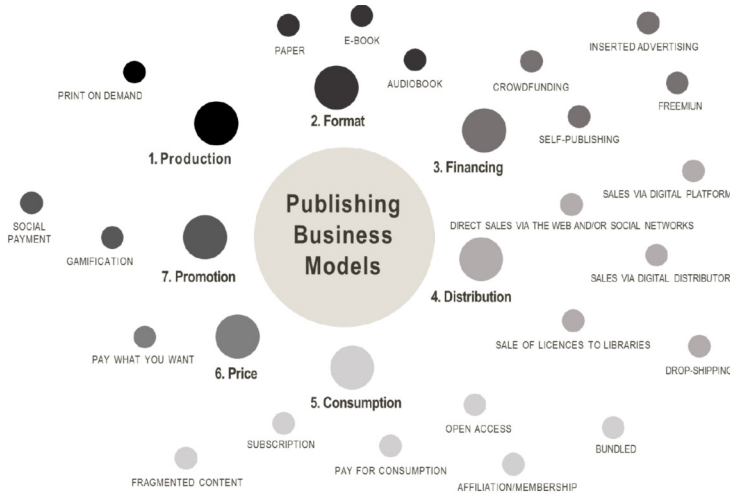 PAPER
E-BOOK
INSERTED ADVERTISING
PRINT ON DEMAND
AUDIOBOOK
CROWDFUNDING
FREEMIUN
2. Format
SELF-PUBLISHING
1. Production
3. Financing
SALES VIA DIGITAL PLATFORM
Publishing
Business
Models
SOCIAL
PAYMENT
DIRECT SALES VIA THE WEB AND/OR SOCIAL NETWORKS
GAMIFICATION
7. Promotion
SALES VIA DIGITAL DISTRIBUTOR
4. Distribution
PAY WHAT YOU WANT
6. Price
SALE OF LICENCES TO LIBRARIES
DROP-SHIPPING
5. Consumption
OPEN ACCESS
SUBSCRIPTION
BUNDLED
PAY FOR CONSUMPTION
FRAGMENTED CONTENT
AFFILIATION/MEMBERSHIP